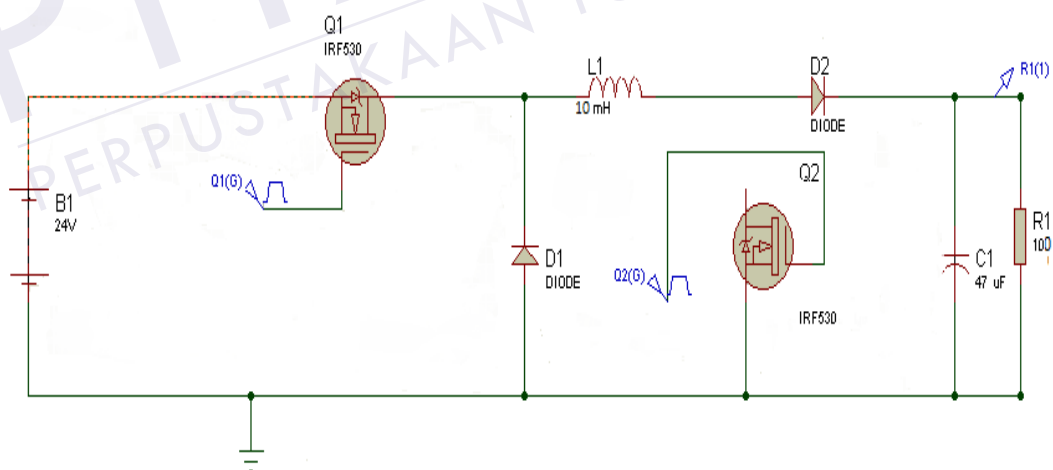 Q1
IRF530
L1
10 mH
D2
DIODE
R1(1)
Q1(G)
B1
24V
D1
DIODE
Q2
Q2(G)
IRF530
C1
47 uF
R1
100
PERPUSTAKAAN